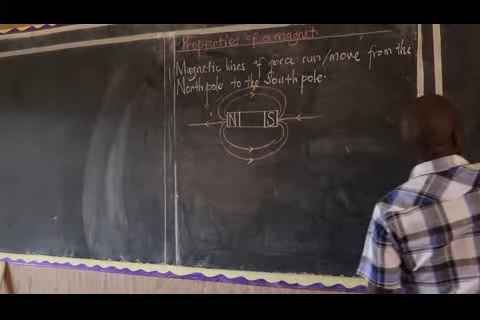 Properties of a magnet.
Magnetic lines of force run/move from the
North pole to the South pole.
N S